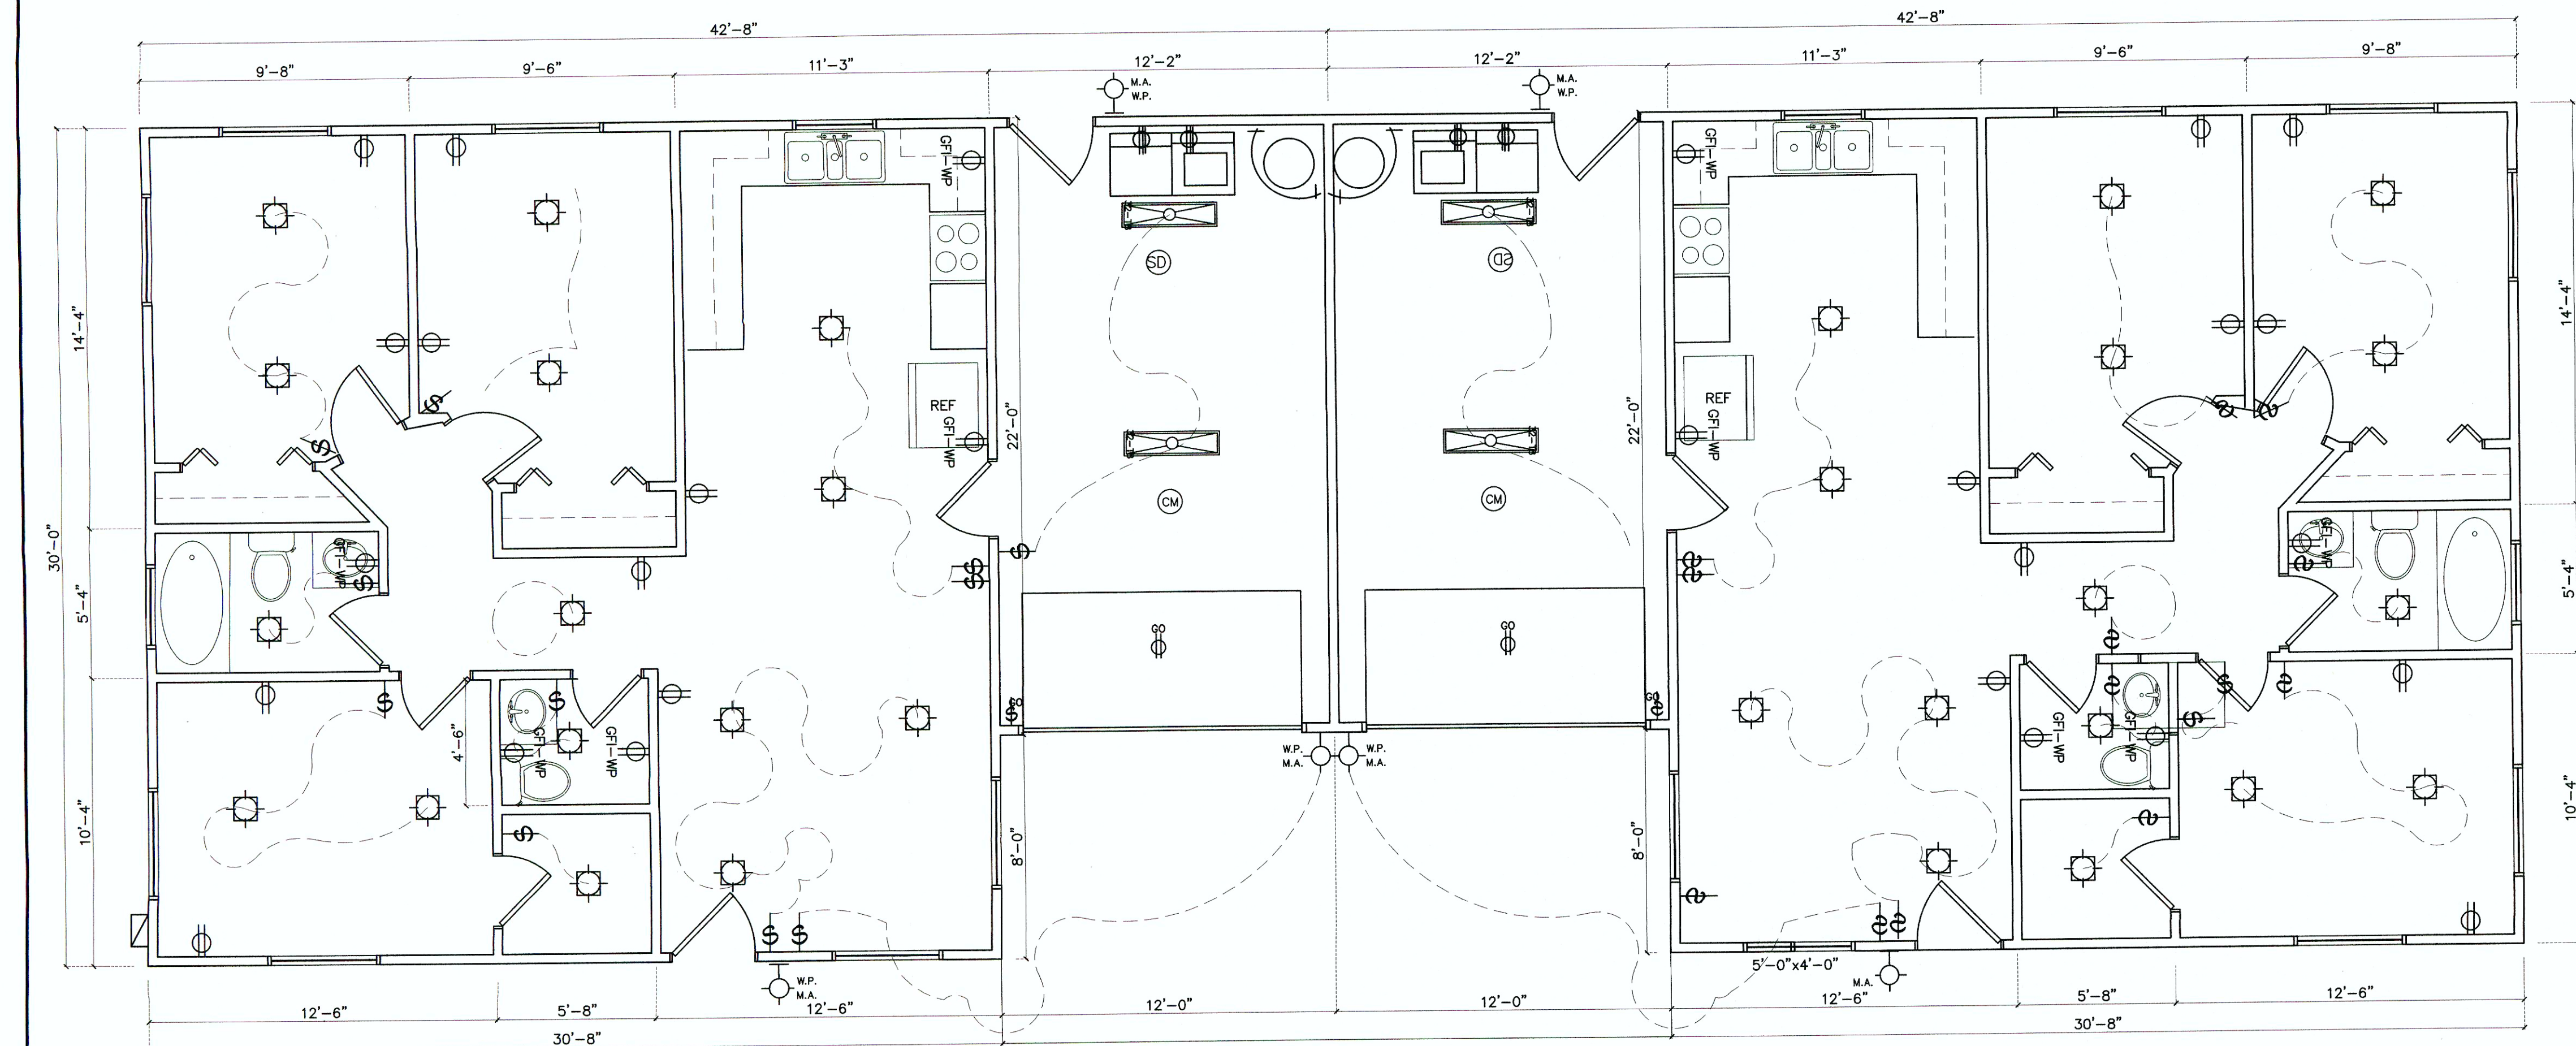 42'-8"
42'-8"
9'-8"
9'-6"
11'-3"
12'-2"
12'-2"
11'-3"
9'-6"
9'-8"
M.A.
W.P.
M.A.
W.P.
GFI-WP
GFI-WP
SD
SD
14'-4"
14'-4"
REF
GFI-WP
22'-0"
22'-0"
REF
GFI-WP
CM
CM
30'-0"
GFI-WP
$
$
$
$
$
$
$
$
$
$
$
GFI-WP
$
$
5'-4"
5'-4"
GO
GO
$
$
$
GO
$
GO
$
$
$
$
$
4'-6"
GFI-WP
GFI-WP
W.P.
M.A.
W.P.
M.A.
GFI-WP
GFI-WP
10'-4"
10'-4"
$
8'-0"
8'-0"
$
$
$
$
$
$
W.P.
M.A.
5'-0"x4'-0"
M.A.
12'-6"
5'-8"
12'-6"
12'-0"
12'-0"
12'-6"
5'-8"
12'-6"
30'-8"
30'-8"